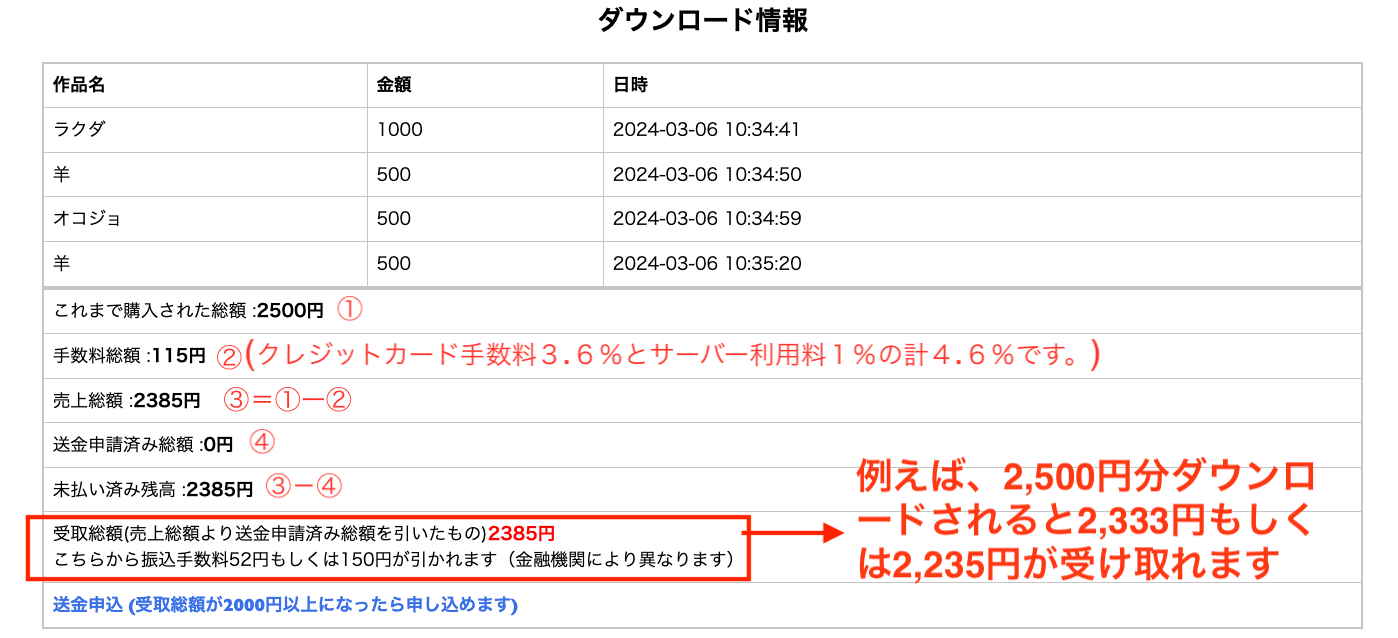 ダウンロード情報
作品名 金額 日時
ラクダ 1000 2024-03-06 10:34:41
羊 500 2024-03-06 10:34:50
オコジョ 500 2024-03-06 10:34:59
羊 500 2024-03-06 10:35:20
これまで購入された総額 :2500円 ①
手数料総額 :115円 ②(クレジットカード手数料３.６％とサーバー利用料１％の計４.６％です。)
売上総額 :2385円 ③＝①ー②
送金申請済み総額 :0円 ④
未払い済み残高 :2385円 ③ー④
受取総額(売上総額より送金申請済み総額を引いたもの)2385円
こちらから振込手数料52円もしくは150円が引かれます（金融機関により異なります）
例えば、2,500円分ダウンロ
ードされると2,333円もしく
は2,235円が受け取れます
送金申込 (受取総額が2000円以上になったら申し込めます)